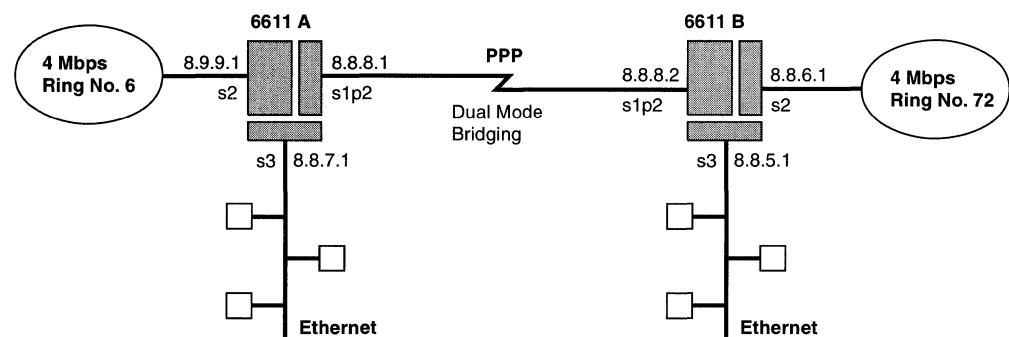 6611 A
6611 B
4 Mbps
Ring No. 6
8.9.9.1
s2
8.8.8.1
s1p2
PPP
Dual Mode
Bridging
8.8.8.2
s1p2
8.8.6.1
s2
4 Mbps
Ring No. 72
s3
8.8.7.1
s3
8.8.5.1
Ethernet
Ethernet